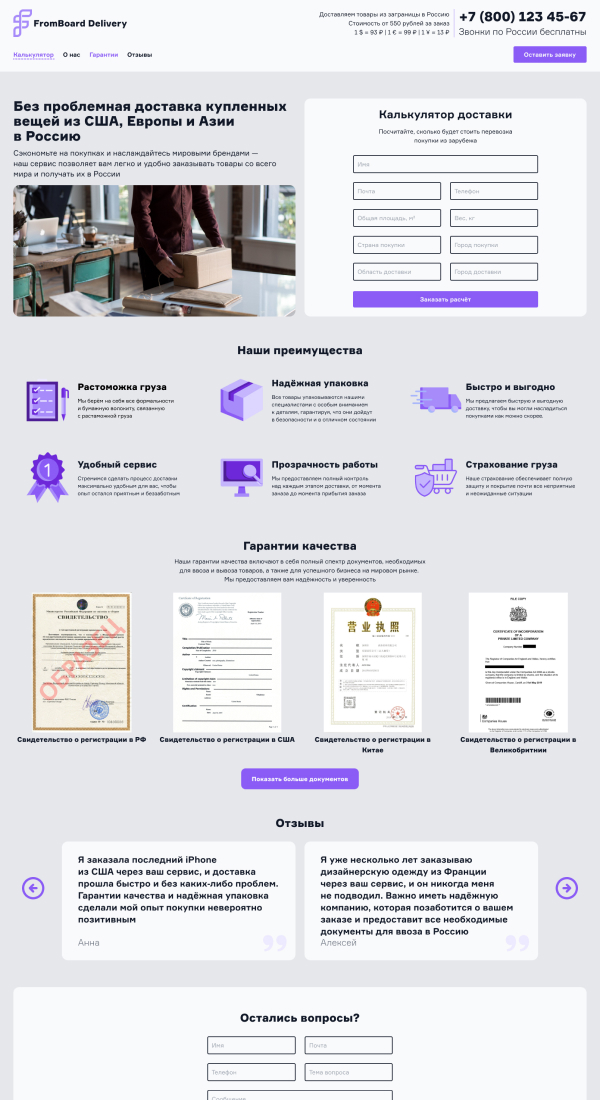 FromBoard Delivery
Доставляем товары из заграницы в Россию
Стоимость от 550 рублей за заказ
1 $ = 93 ₽ | 1 € = 99 ₽ | 1 ¥ = 13 ₽
+7 (800) 123 45-67
Звонки по России бесплатны
Калькулятор
О нас
Гарантии
Отзывы
Оставить заявку
Без проблемная доставка купленных
вещей из США, Европы и Азии
в Россию
Сэкономьте на покупках и наслаждайтесь мировыми брендами —
наш сервис позволяет вам легко и удобно заказывать товары со всего
мира и получать их в России
Калькулятор доставки
Посчитайте, сколько будет стоить перевозка
покупки из зарубежа
Имя
Почта
Телефон
Общая площадь, м³
Вес, кг
Страна покупки
Город покупки
Область доставки
Город доставки
Заказать расчёт
Наши преимущества
Растоможка груза
Мы берём на себя все формальности
и бумажную волокиту, связанную
с растаможкой груза
Надёжная упаковка
Все товары упаковываются нашими
специалистами с особым вниманием
к деталям, гарантируя, что они дойдут
в безопасности и в отличном состоянии
Быстро и выгодно
Мы предлагаем быструю и выгодную
доставку, чтобы вы могли насладиться
покупками как можно скорее.
1
Удобный сервис
Стремимся сделать процесс доставки
максимально удобным для вас, чтобы
опыт остался приятным и беззаботным
Прозрачность работы
Мы предоставляем полный контроль
над каждым этапом доставки, от момента
заказа до момента прибытия заказа
Страхование груза
Наше страхование обеспечивает полную
защиту и покрытие почти все неприятные
и неожиданные ситуации
Гарантии качества
Наши гарантии качества включают в себя полный спектр документов, необходимых
для ввоза и вывоза товаров, а также для успешного бизнеса на мировом рынке.
Мы предоставляем вам надёжность и уверенность
СВИДЕТЕЛЬСТВО
ОБРАЗЕЦ
营业执照
FILE COPY
CERTIFICATE OF INCORPORATION
OF A
PRIVATE LIMITED COMPANY
Companies House
Свидетельство о регистрации в РФ
Свидетельство о регистрации в США
Свидетельство о регистрации в
Китае
Свидетельство о регистрации в
Великобритнии
Показать больше документов
Отзывы
Я заказала последний iPhone
из США через ваш сервис, и доставка
прошла быстро и без каких-либо проблем.
Гарантии качества и надёжная упаковка
сделали мой опыт покупки невероятно
позитивным
Анна
Я уже несколько лет заказываю
дизайнерскую одежду из Франции
через ваш сервис, и он никогда меня
не подводил. Важно иметь надёжную
компанию, которая позаботится о вашем
заказе и предоставит все необходимые
документы для ввоза в Россию
Алексей
Остались вопросы?
Имя
Почта
Телефон
Тема вопроса